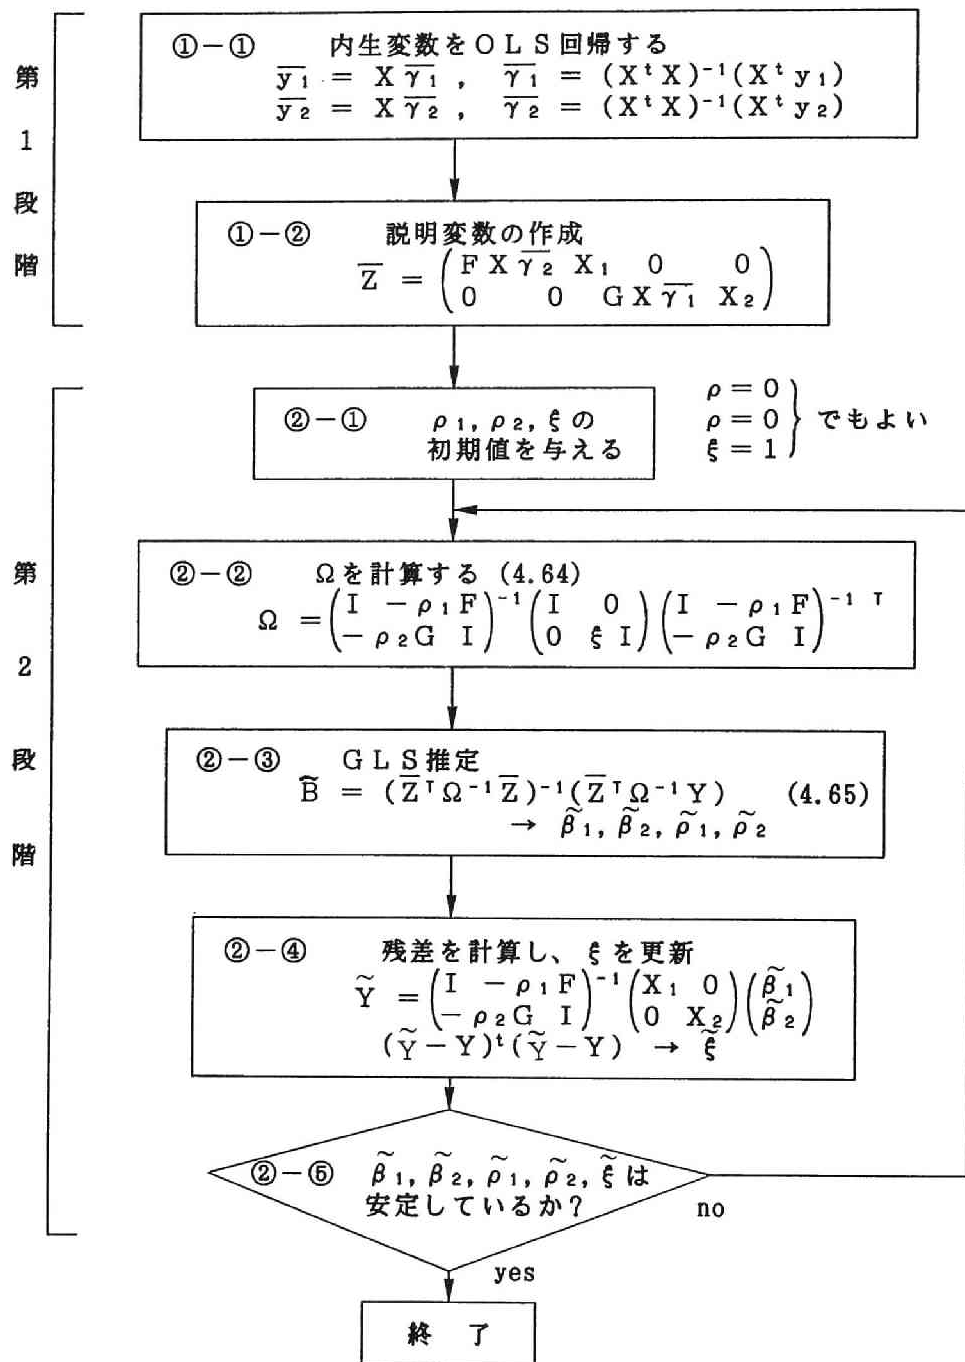 第1段階
①-① 内生変数をOLS回帰する
y̅₁ = X γ̅₁ , γ̅₁ = (XᵗX)⁻¹(Xᵗy₁)
y̅₂ = X γ̅₂ , γ̅₂ = (XᵗX)⁻¹(Xᵗy₂)
①-② 説明変数の作成
Z̅ = ( F X γ̅₂ X₁ 0 0
0 0 G X γ̅₁ X₂ )
第2段階
②-① ρ₁, ρ₂, ξの
初期値を与える
ρ=0
ρ=0 } でもよい
ξ=1
②-② Ωを計算する (4.64)
Ω = ( I -ρ₁F )⁻¹ ( I 0 ) ( I -ρ₁F )⁻¹ ᵀ
( -ρ₂G I ) ( 0 ξI ) ( -ρ₂G I )
②-③ GLS推定
B̃ = (Z̅ᵀΩ⁻¹Z̅)⁻¹(Z̅ᵀΩ⁻¹Y) (4.65)
→ β̃₁, β̃₂, ρ̃₁, ρ̃₂
②-④ 残差を計算し、ξを更新
Ỹ = ( I -ρ₁F )⁻¹ ( X₁ 0 ) ( β̃₁ )
( -ρ₂G I ) ( 0 X₂ ) ( β̃₂ )
(Ỹ-Y)ᵗ(Ỹ-Y) → ξ̃
②-⑤ β̃₁, β̃₂, ρ̃₁, ρ̃₂, ξ̃は
安定しているか?
no
yes
終 了